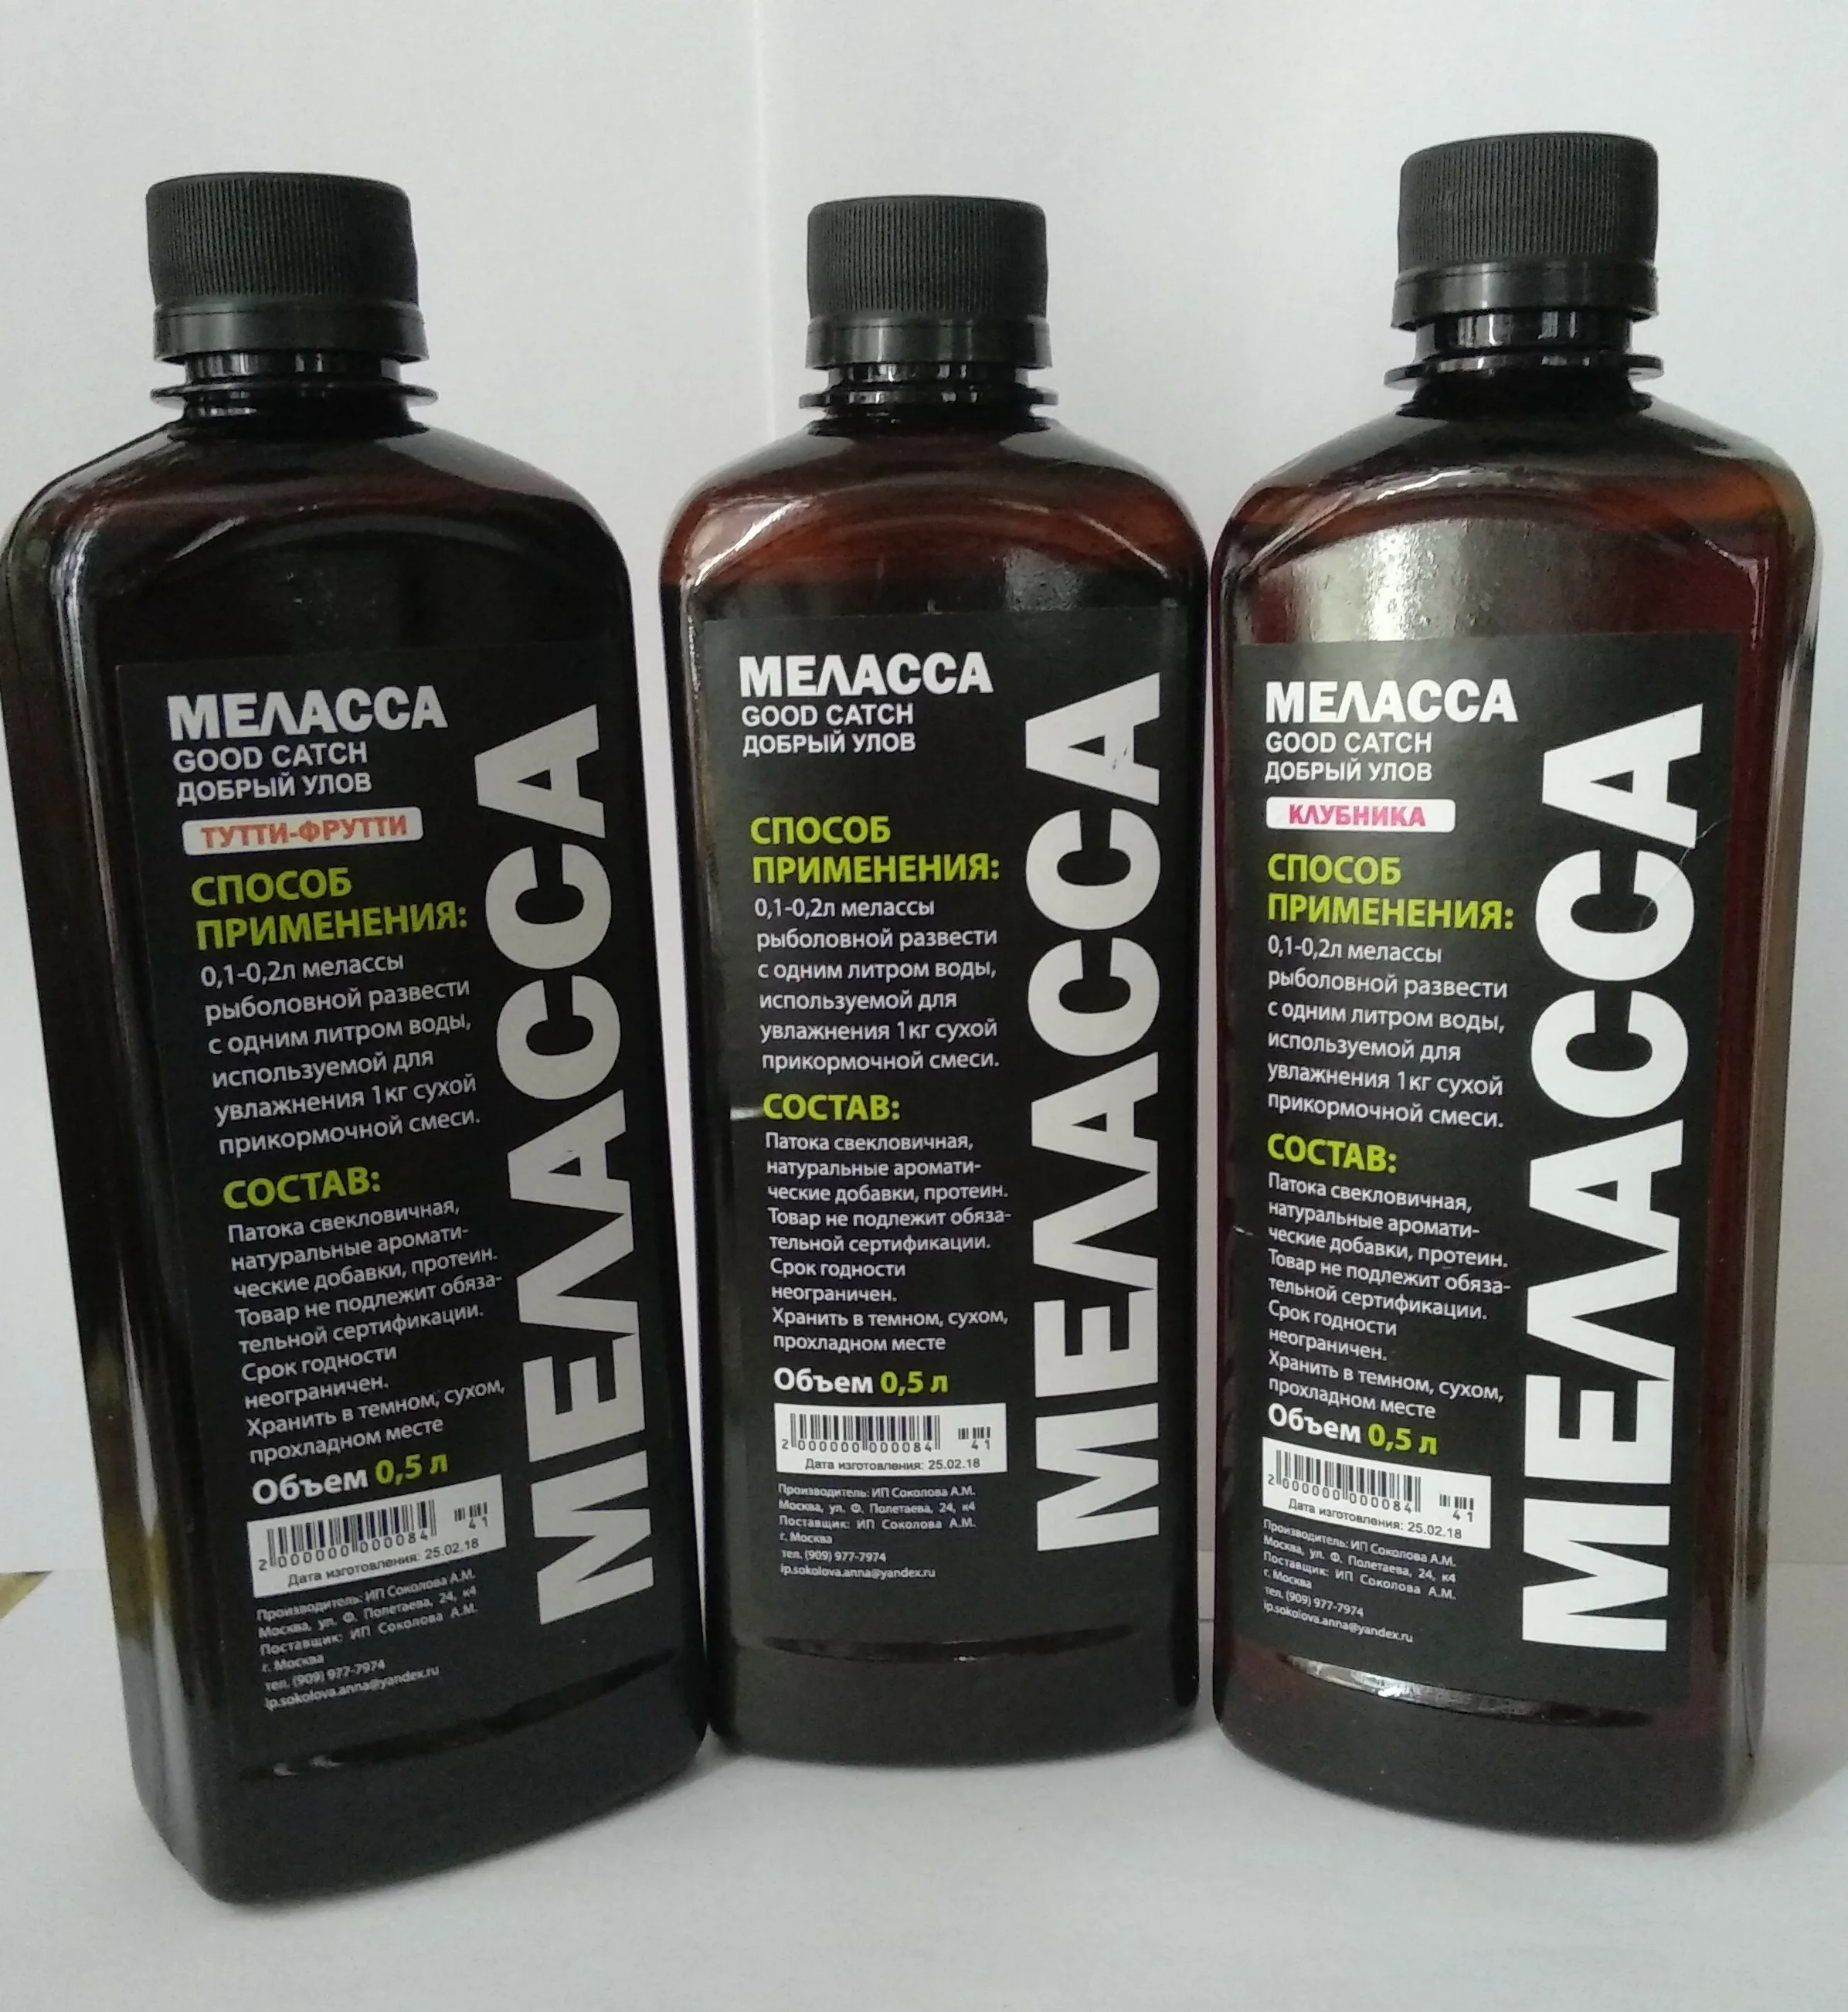 МЕЛАССА
GOOD CATCH
ДОБРЫЙ УЛОВ
ТУТТИ-ФРУТТИ
СПОСОБ
ПРИМЕНЕНИЯ:
0,1-0,2л мелассы
рыболовной развести
с одним литром воды,
используемой для
увлажнения 1кг сухой
прикормочной смеси.
СОСТАВ:
Патока свекловичная,
натуральные аромати-
ческие добавки, протеин.
Товар не подлежит обяза-
тельной сертификации.
Срок годности
неограничен.
Хранить в темном, сухом,
прохладном месте
Объем 0,5 л
2 000000 000084 41
Дата изготовления: 25.02.18
Производитель: ИП Соколова А.М.
Москва, ул. Ф. Полетаева, 24, к4
Поставщик: ИП Соколова А.М.
г. Москва
тел. (909) 977-7974
ip.sokolova.anna@yandex.ru
МЕЛАССА
МЕЛАССА
GOOD CATCH
ДОБРЫЙ УЛОВ
СПОСОБ
ПРИМЕНЕНИЯ:
0,1-0,2л мелассы
рыболовной развести
с одним литром воды,
используемой для
увлажнения 1кг сухой
прикормочной смеси.
СОСТАВ:
Патока свекловичная,
натуральные аромати-
ческие добавки, протеин.
Товар не подлежит обяза-
тельной сертификации.
Срок годности
неограничен.
Хранить в темном, сухом,
прохладном месте
Объем 0,5 л
2 000000 000084 41
Дата изготовления: 25.02.18
Производитель: ИП Соколова А.М.
Москва, ул. Ф. Полетаева, 24, к4
Поставщик: ИП Соколова А.М.
г. Москва
тел. (909) 977-7974
ip.sokolova.anna@yandex.ru
МЕЛАССА
МЕЛАССА
GOOD CATCH
ДОБРЫЙ УЛОВ
КЛУБНИКА
СПОСОБ
ПРИМЕНЕНИЯ:
0,1-0,2л мелассы
рыболовной развести
с одним литром воды,
используемой для
увлажнения 1кг сухой
прикормочной смеси.
СОСТАВ:
Патока свекловичная,
натуральные аромати-
ческие добавки, протеин.
Товар не подлежит обяза-
тельной сертификации.
Срок годности
неограничен.
Хранить в темном, сухом,
прохладном месте
Объем 0,5 л
2 000000 000084 41
Дата изготовления: 25.02.18
Производитель: ИП Соколова А.М.
Москва, ул. Ф. Полетаева, 24, к4
Поставщик: ИП Соколова А.М.
г. Москва
тел. (909) 977-7974
ip.sokolova.anna@yandex.ru
МЕЛАССА